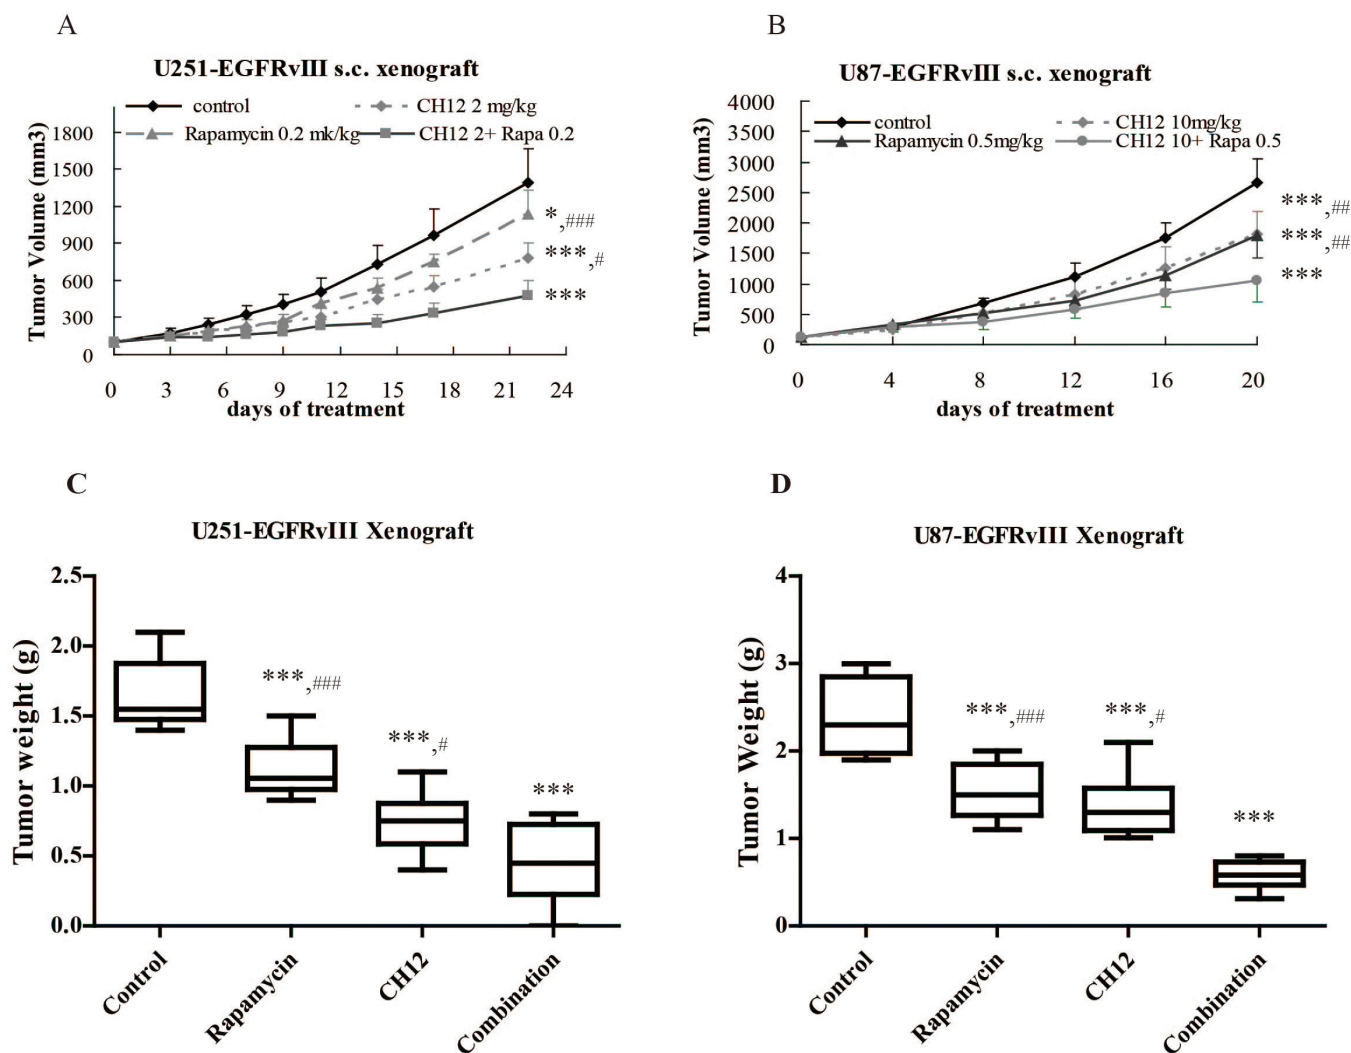 A
U251-EGFRvIII s.c. xenograft
control
CH12 2 mg/kg
Rapamycin 0.2 mk/kg
CH12 2+ Rapa 0.2
Tumor Volume (mm3)
1800
1500
1200
900
600
300
0
*,###
***,#
***
0 3 6 9 12 15 18 21 24
days of treatment
B
U87-EGFRvIII s.c. xenograft
control
CH12 10mg/kg
Rapamycin 0.5mg/kg
CH12 10+ Rapa 0.5
Tumor Volume (mm3)
4000
3500
3000
2500
2000
1500
1000
500
0
***,##
***,##
***
0 4 8 12 16 20
days of treatment
C
U251-EGFRvIII Xenograft
Tumor weight (g)
2.5
2.0
1.5
1.0
0.5
0.0
***,###
***,#
***
Control
Rapamycin
CH12
Combination
D
U87-EGFRvIII Xenograft
Tumor Weight (g)
4
3
2
1
0
***,###
***,#
***
Control
Rapamycin
CH12
Combination